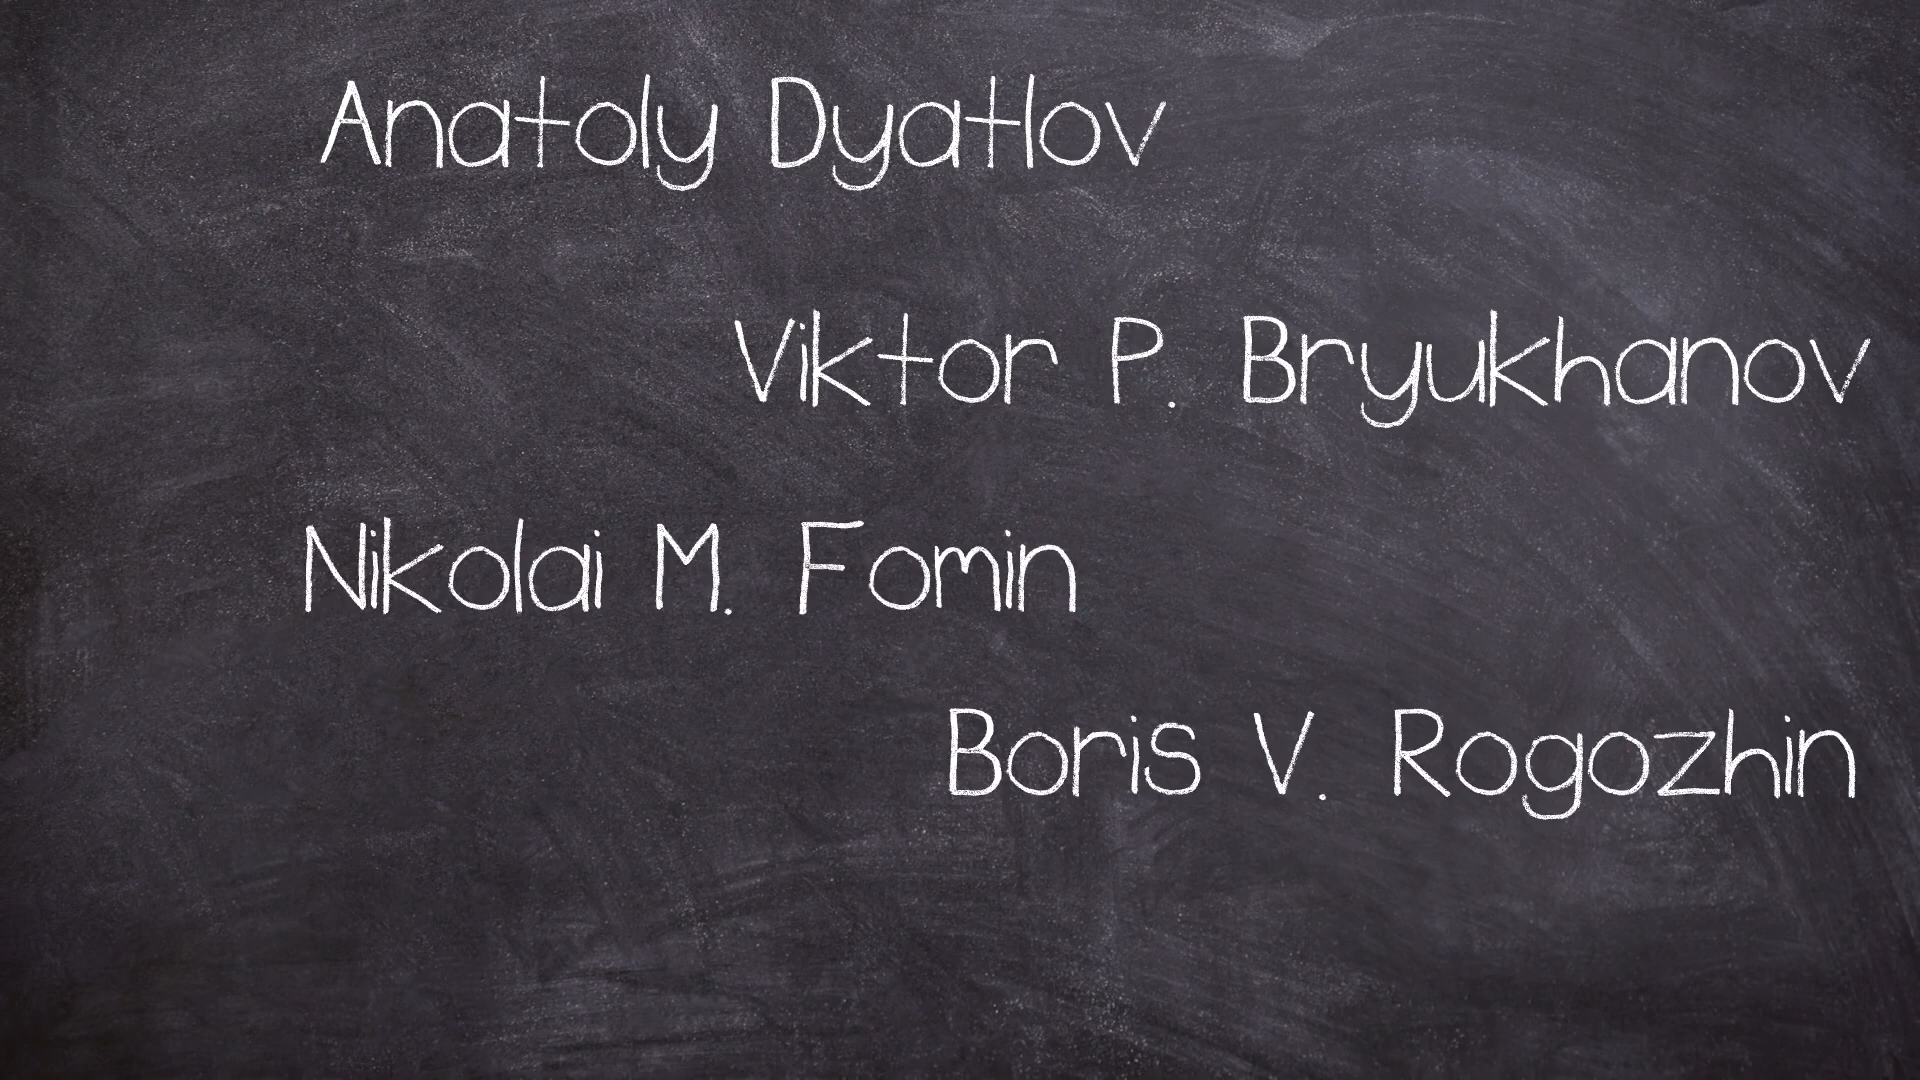 Anatoly Dyatlov
Viktor P. Bryukhanov
Nikolai M. Fomin
Boris V. Rogozhin